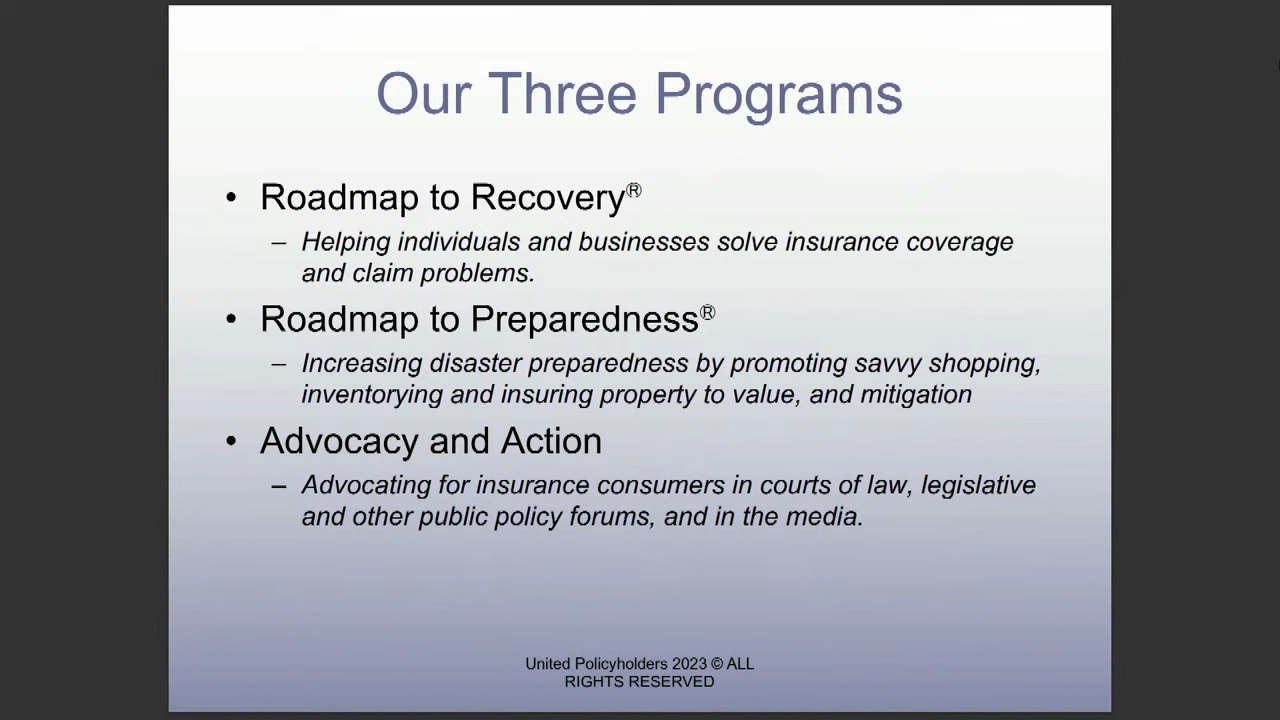 Our Three Programs
• Roadmap to Recovery®
– Helping individuals and businesses solve insurance coverage
and claim problems.
• Roadmap to Preparedness®
– Increasing disaster preparedness by promoting savvy shopping,
inventorying and insuring property to value, and mitigation
• Advocacy and Action
– Advocating for insurance consumers in courts of law, legislative
and other public policy forums, and in the media.
United Policyholders 2023 © ALL
RIGHTS RESERVED